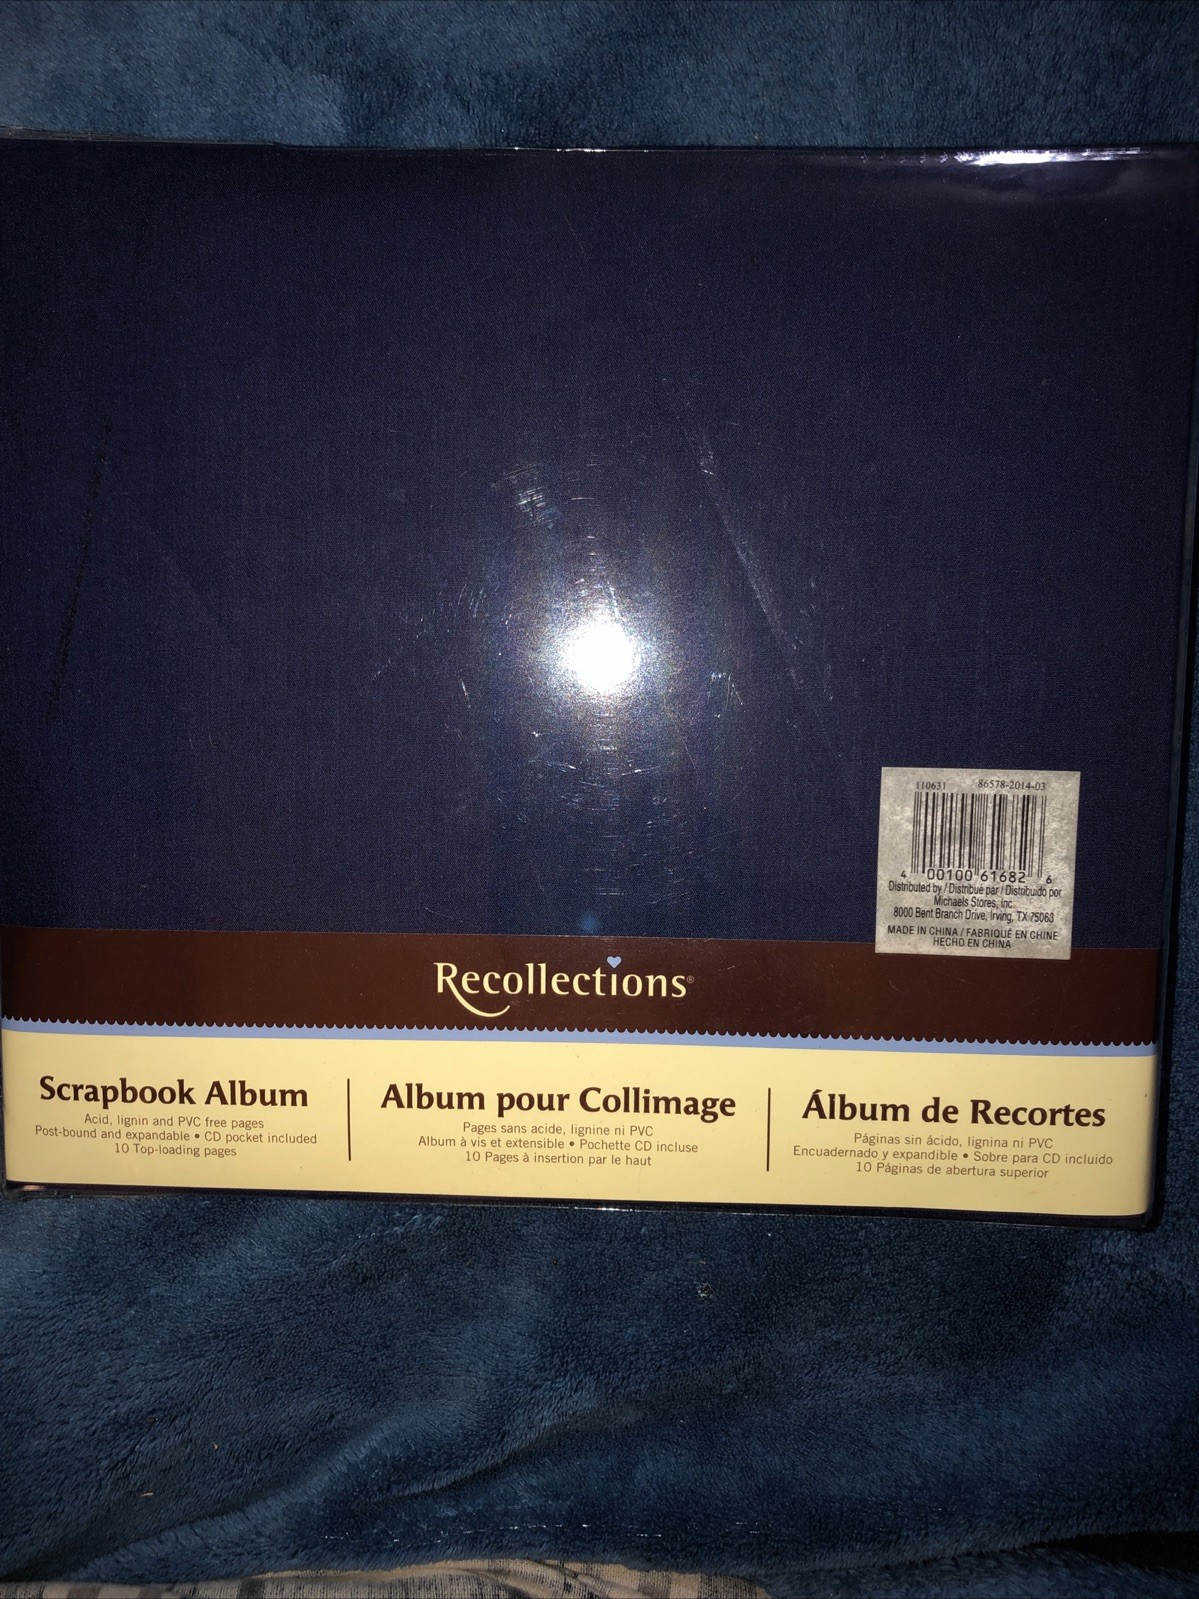 110631 86578-2014-03
4 00100 61682 6
Distributed by / Distribué par / Distribuido por
Michaels Stores, Inc.
8000 Bent Branch Drive, Irving, TX 75063
MADE IN CHINA / FABRIQUÉ EN CHINE
HECHO EN CHINA
Recollections®
Scrapbook Album
Acid, lignin and PVC free pages
Post-bound and expandable • CD pocket included
10 Top-loading pages
Album pour Collimage
Pages sans acide, lignine ni PVC
Album à vis et extensible • Pochette CD incluse
10 Pages à insertion par le haut
Álbum de Recortes
Páginas sin ácido, lignina ni PVC
Encuadernado y expandible • Sobre para CD incluido
10 Páginas de abertura superior